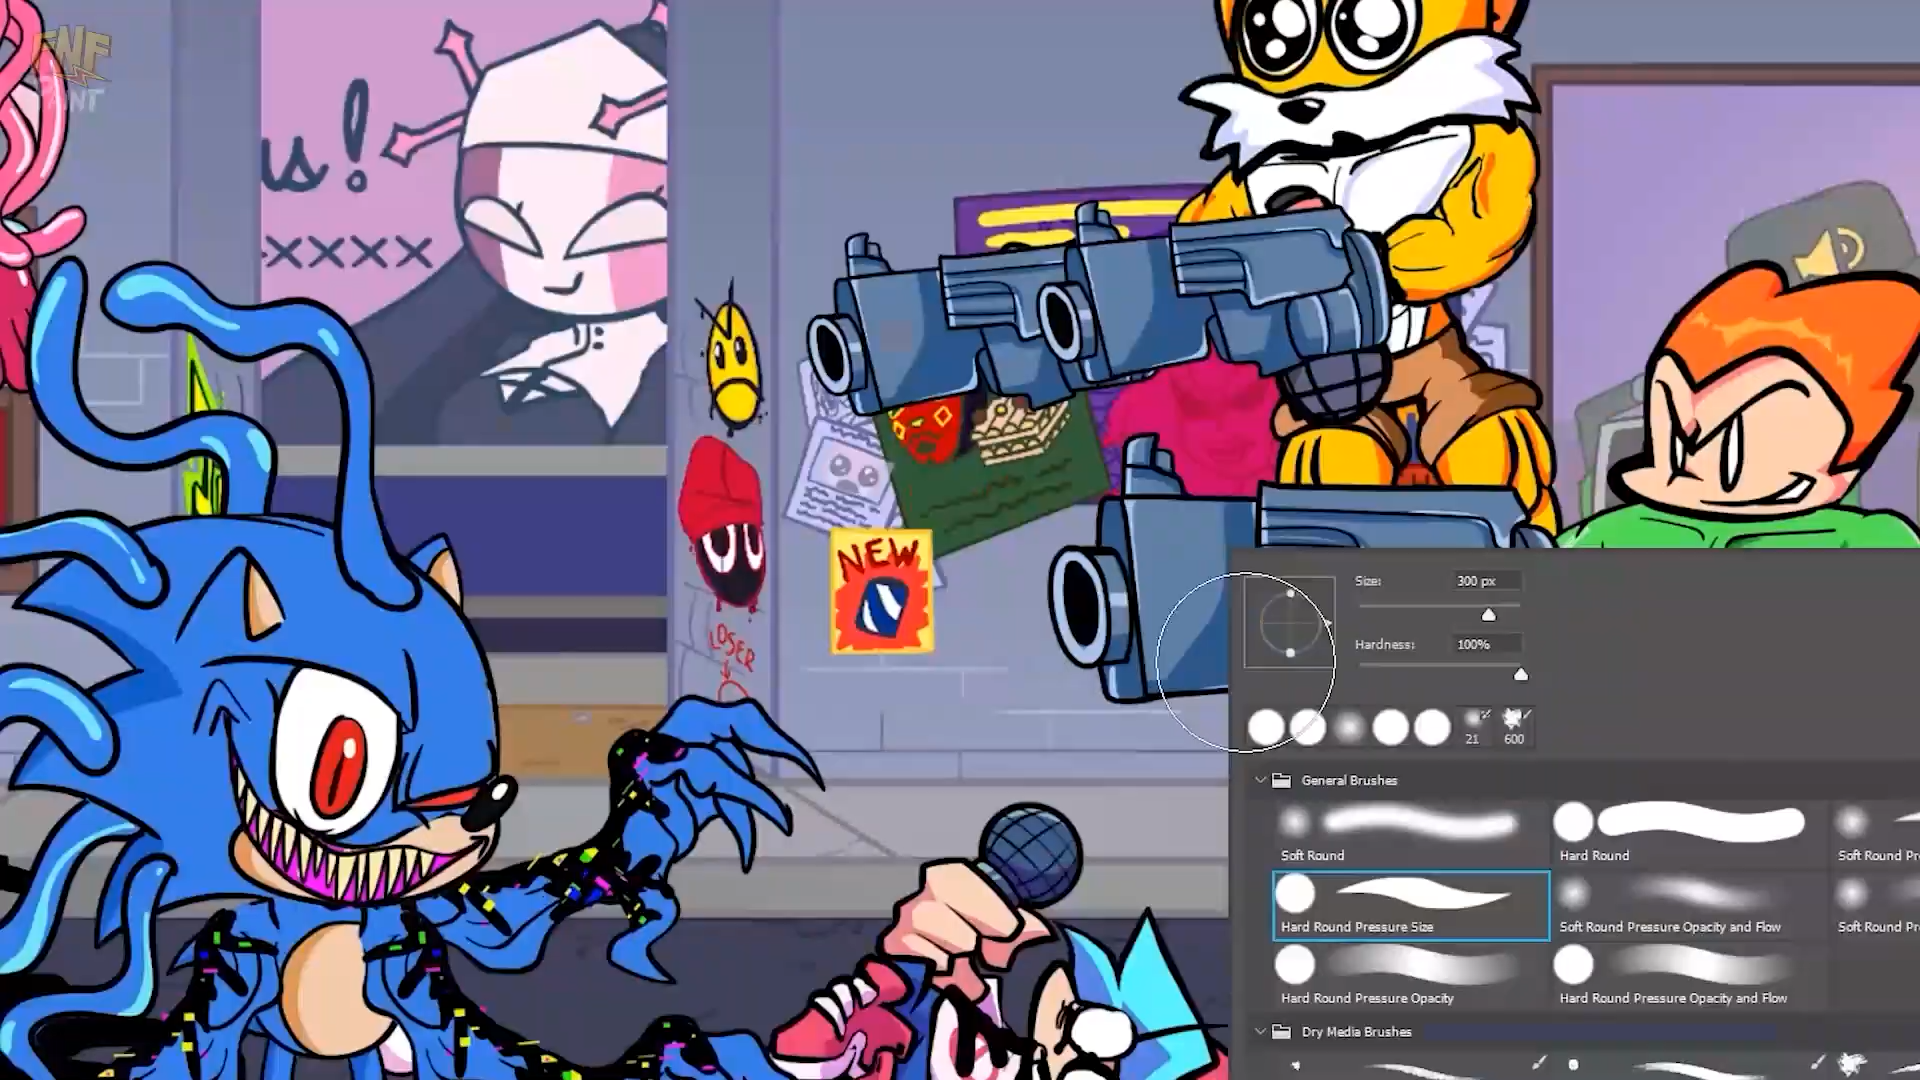 FNF
PAINT
us!
xxxx
NEW
LOSER
Size:
300 px
Hardness:
100%
21
600
General Brushes
Soft Round
Hard Round
Soft Round Pr
Hard Round Pressure Size
Soft Round Pressure Opacity and Flow
Soft Round Pr
Hard Round Pressure Opacity
Hard Round Pressure Opacity and Flow
Dry Media Brushes